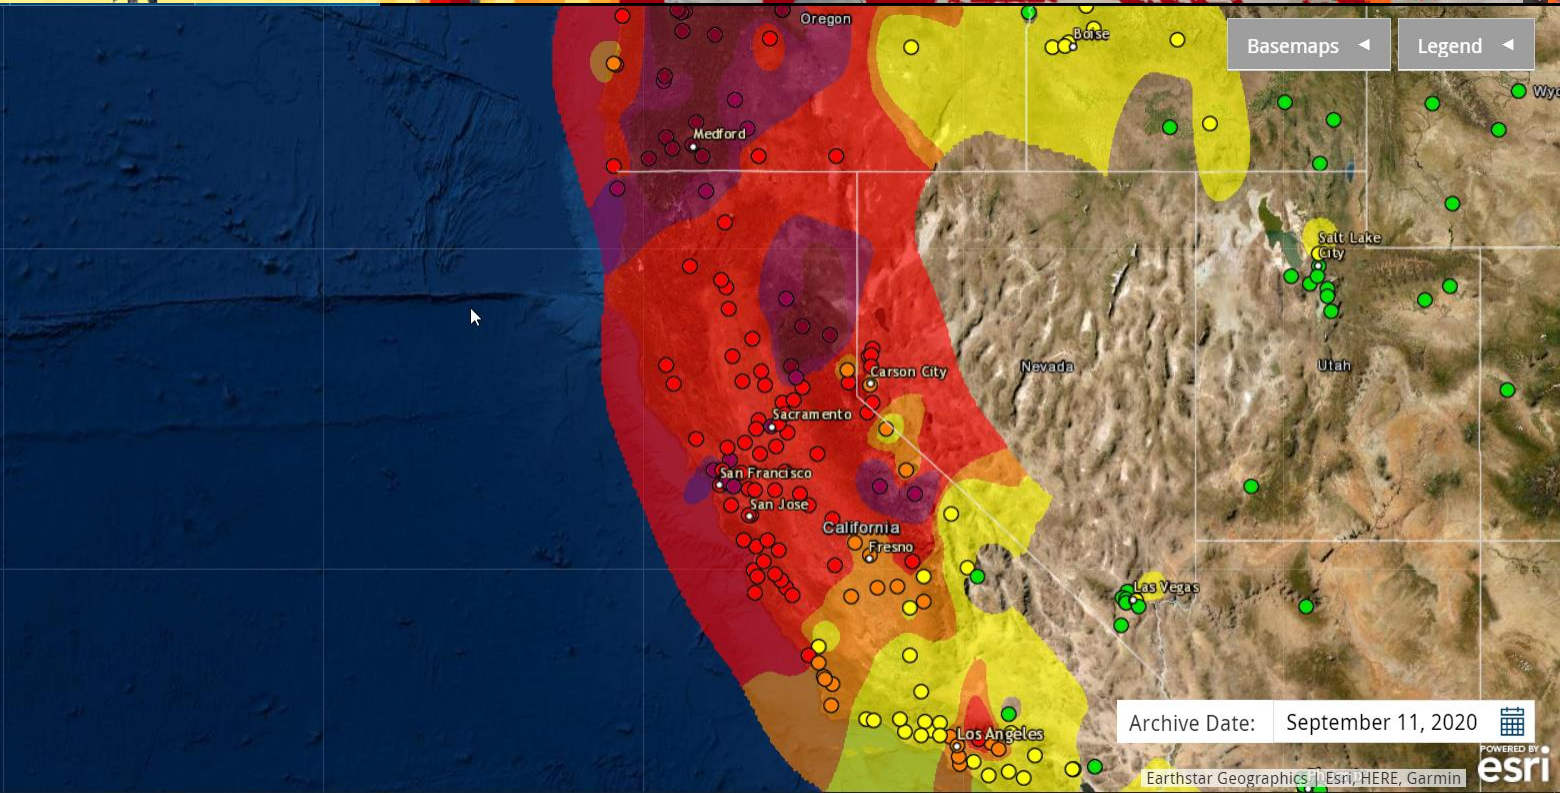 Oregon
Boise
Basemaps
Legend
Medford
Salt Lake
City
Nevada
Utah
Carson City
Sacramento
San Francisco
San Jose
California
Fresno
Las Vegas
Los Angeles
Archive Date: September 11, 2020
POWERED BY
esri
Earthstar Geographics | Esri, HERE, Garmin